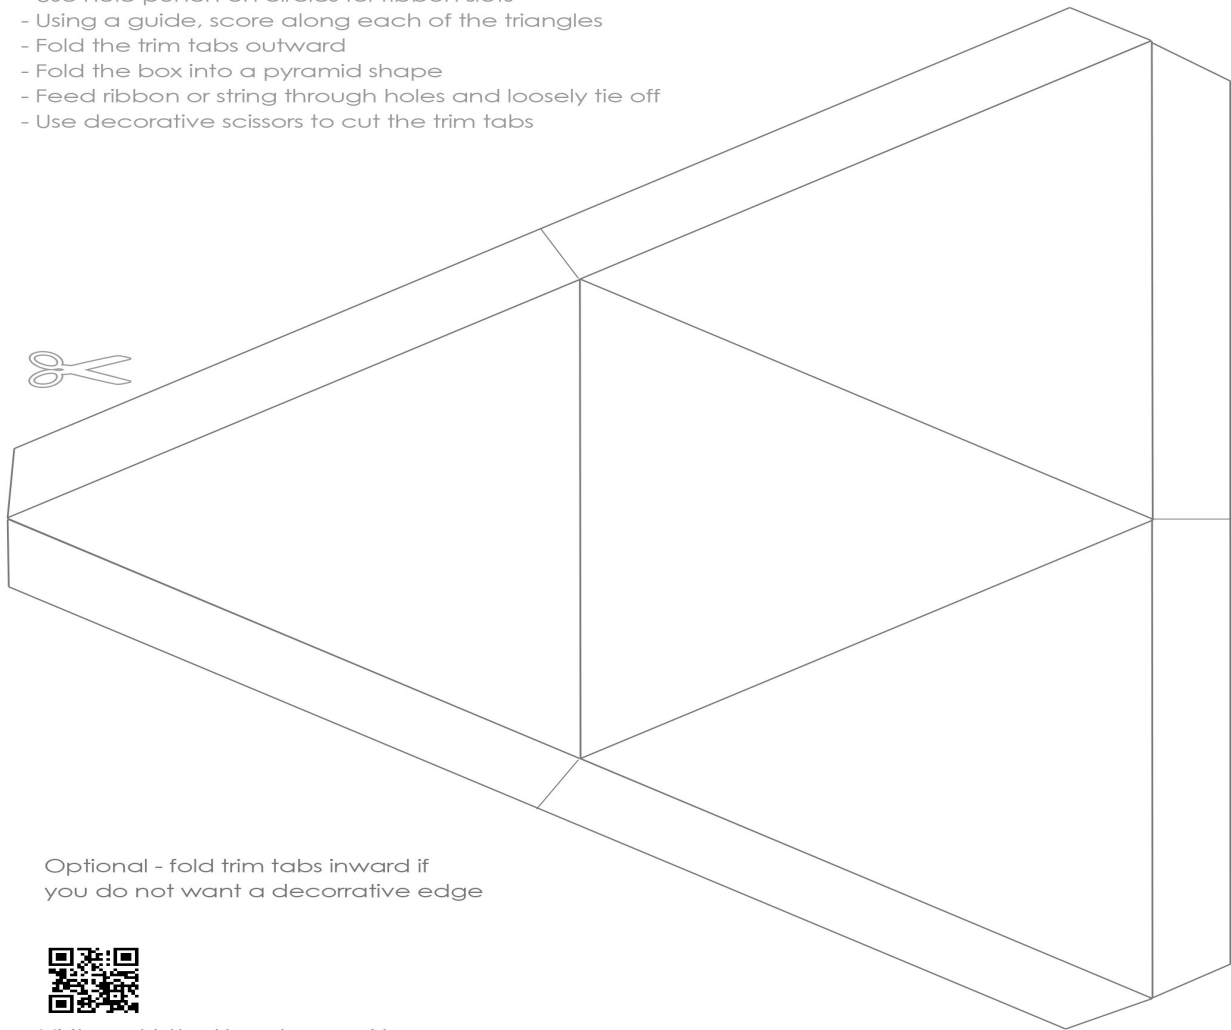 - Using a guide, score along each of the triangles
- Fold the trim tabs outward
- Fold the box into a pyramid shape
- Feed ribbon or string through holes and loosely tie off
- Use decorative scissors to cut the trim tabs
Optional - fold trim tabs inward if
you do not want a decorrative edge